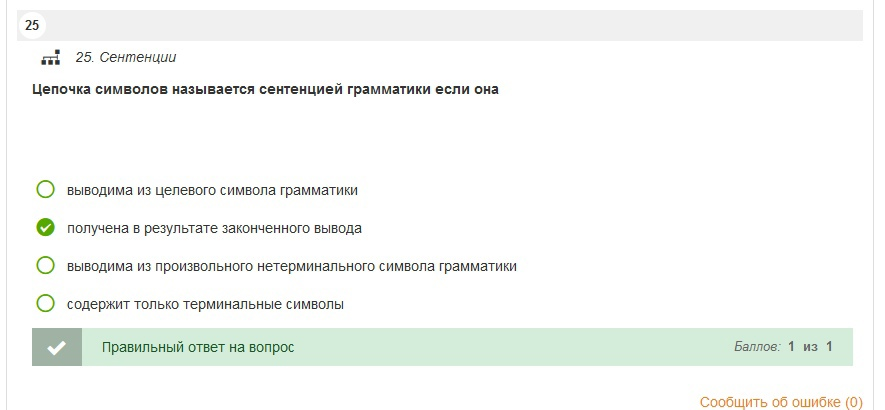 25
25. Сентенции
Цепочка символов называется сентенцией грамматики если она
выводима из целевого символа грамматики
получена в результате законченного вывода
выводима из произвольного нетерминального символа грамматики
содержит только терминальные символы
Правильный ответ на вопрос Баллов: 1 из 1
Сообщить об ошибке (0)